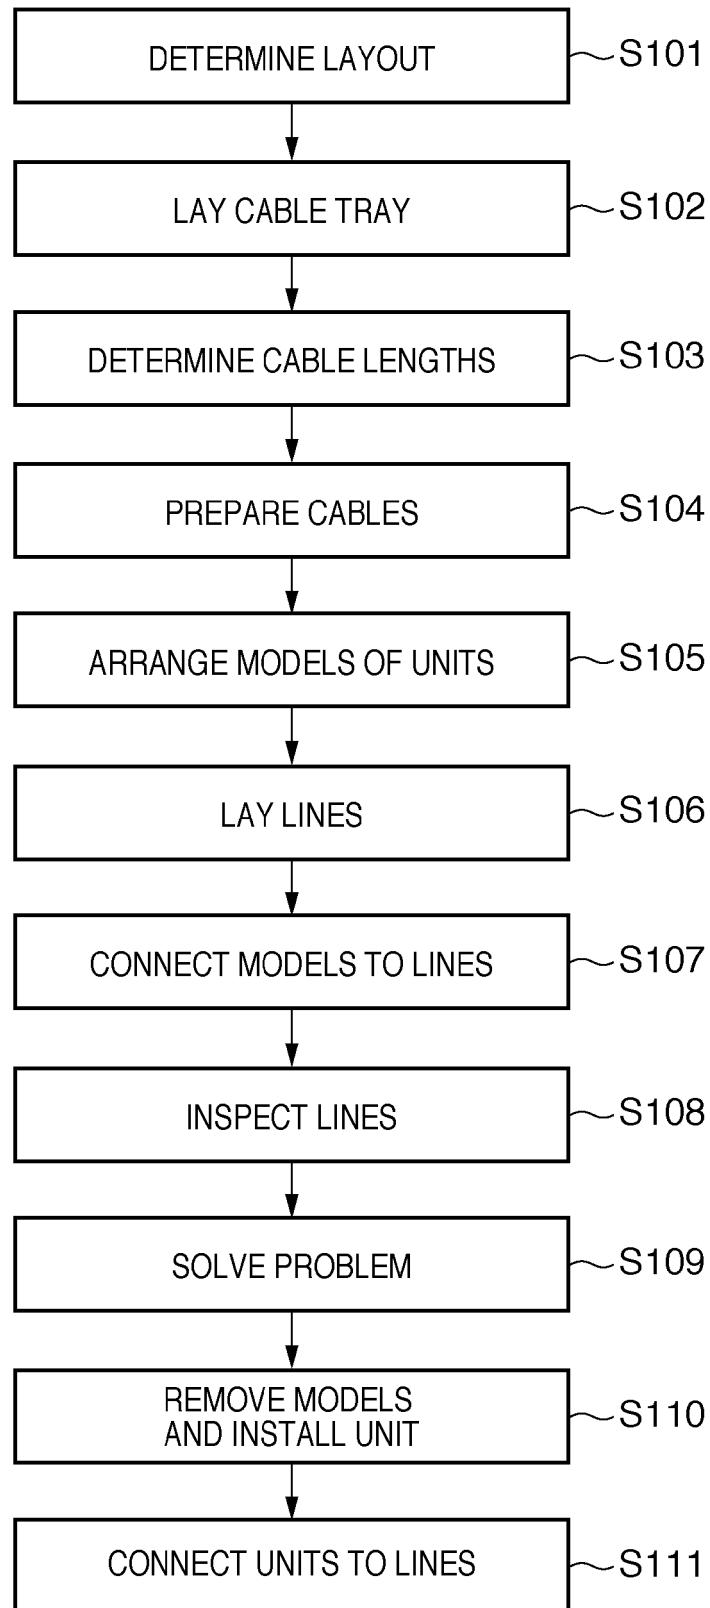 DETERMINE LAYOUT S101
LAY CABLE TRAY S102
DETERMINE CABLE LENGTHS S103
PREPARE CABLES S104
ARRANGE MODELS OF UNITS S105
LAY LINES S106
CONNECT MODELS TO LINES S107
INSPECT LINES S108
SOLVE PROBLEM S109
REMOVE MODELS
AND INSTALL UNIT S110
CONNECT UNITS TO LINES S111